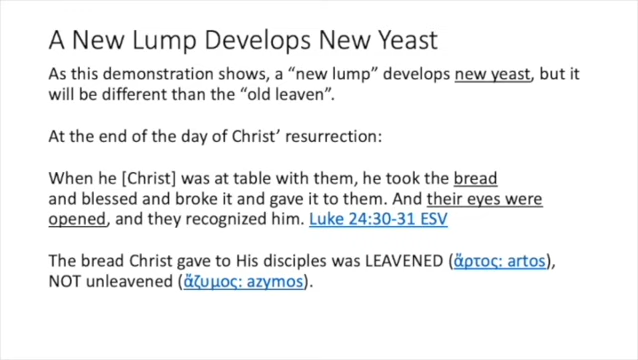 A New Lump Develops New Yeast
As this demonstration shows, a “new lump” develops new yeast, but it
will be different than the “old leaven”.
At the end of the day of Christ’ resurrection:
When he [Christ] was at table with them, he took the bread
and blessed and broke it and gave it to them. And their eyes were
opened, and they recognized him. Luke 24:30-31 ESV
The bread Christ gave to His disciples was LEAVENED (ἄρτος: artos),
NOT unleavened (ἄζυμος: azymos).